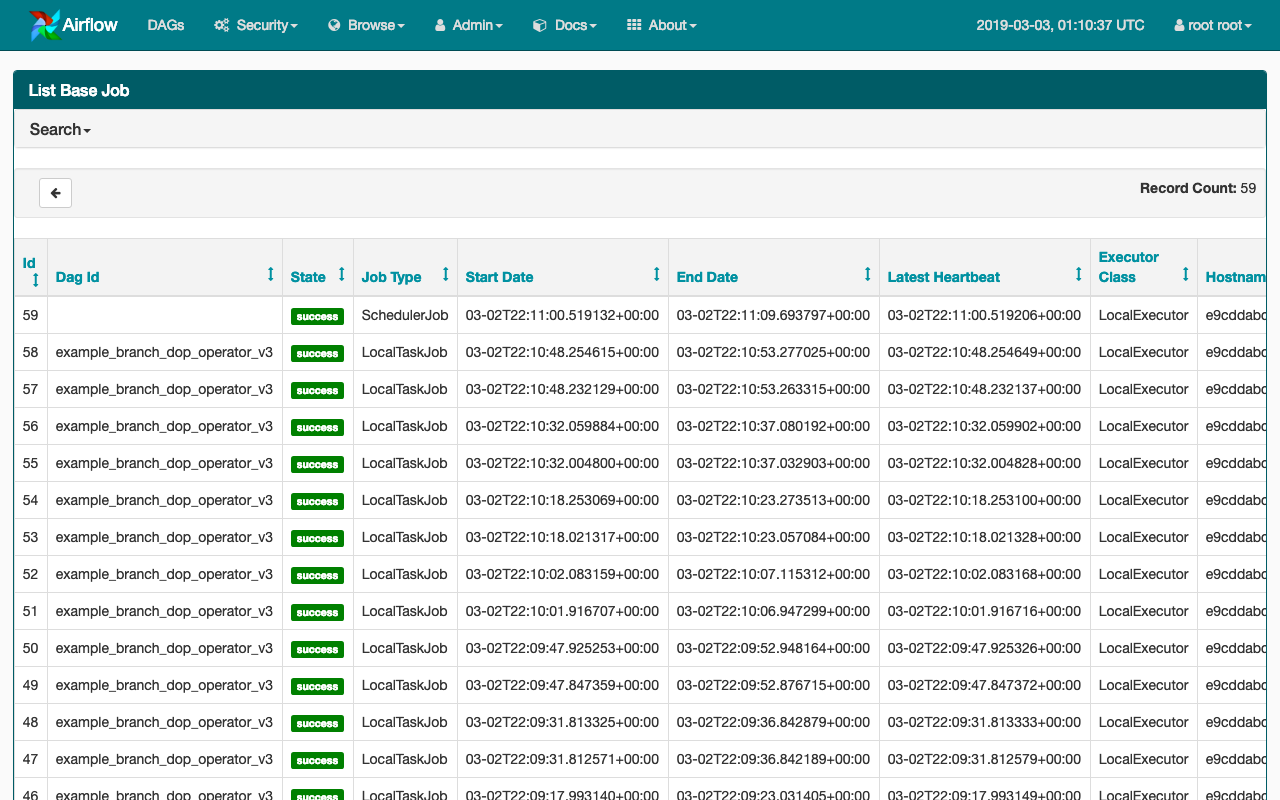 Airflow DAGs Security Browse Admin Docs About 2019-03-03, 01:10:37 UTC root root
List Base Job
Search
Record Count: 59
Id Dag Id State Job Type Start Date End Date Latest Heartbeat Executor Class Hostnam
59 success SchedulerJob 03-02T22:11:00.519132+00:00 03-02T22:11:09.693797+00:00 03-02T22:11:00.519206+00:00 LocalExecutor e9cddabc
58 example_branch_dop_operator_v3 success LocalTaskJob 03-02T22:10:48.254615+00:00 03-02T22:10:53.277025+00:00 03-02T22:10:48.254649+00:00 LocalExecutor e9cddabc
57 example_branch_dop_operator_v3 success LocalTaskJob 03-02T22:10:48.232129+00:00 03-02T22:10:53.263315+00:00 03-02T22:10:48.232137+00:00 LocalExecutor e9cddabc
56 example_branch_dop_operator_v3 success LocalTaskJob 03-02T22:10:32.059884+00:00 03-02T22:10:37.080192+00:00 03-02T22:10:32.059902+00:00 LocalExecutor e9cddabc
55 example_branch_dop_operator_v3 success LocalTaskJob 03-02T22:10:32.004800+00:00 03-02T22:10:37.032903+00:00 03-02T22:10:32.004828+00:00 LocalExecutor e9cddabc
54 example_branch_dop_operator_v3 success LocalTaskJob 03-02T22:10:18.253069+00:00 03-02T22:10:23.273513+00:00 03-02T22:10:18.253100+00:00 LocalExecutor e9cddabc
53 example_branch_dop_operator_v3 success LocalTaskJob 03-02T22:10:18.021317+00:00 03-02T22:10:23.057084+00:00 03-02T22:10:18.021328+00:00 LocalExecutor e9cddabc
52 example_branch_dop_operator_v3 success LocalTaskJob 03-02T22:10:02.083159+00:00 03-02T22:10:07.115312+00:00 03-02T22:10:02.083168+00:00 LocalExecutor e9cddabc
51 example_branch_dop_operator_v3 success LocalTaskJob 03-02T22:10:01.916707+00:00 03-02T22:10:06.947299+00:00 03-02T22:10:01.916716+00:00 LocalExecutor e9cddabc
50 example_branch_dop_operator_v3 success LocalTaskJob 03-02T22:09:47.925253+00:00 03-02T22:09:52.948164+00:00 03-02T22:09:47.925326+00:00 LocalExecutor e9cddabc
49 example_branch_dop_operator_v3 success LocalTaskJob 03-02T22:09:47.847359+00:00 03-02T22:09:52.876715+00:00 03-02T22:09:47.847372+00:00 LocalExecutor e9cddabc
48 example_branch_dop_operator_v3 success LocalTaskJob 03-02T22:09:31.813325+00:00 03-02T22:09:36.842879+00:00 03-02T22:09:31.813333+00:00 LocalExecutor e9cddabc
47 example_branch_dop_operator_v3 success LocalTaskJob 03-02T22:09:31.812571+00:00 03-02T22:09:36.842189+00:00 03-02T22:09:31.812579+00:00 LocalExecutor e9cddabc
46 example_branch_dop_operator_v3 success LocalTaskJob 03-02T22:09:17.993140+00:00 03-02T22:09:23.031405+00:00 03-02T22:09:17.993149+00:00 LocalExecutor e9cddabc